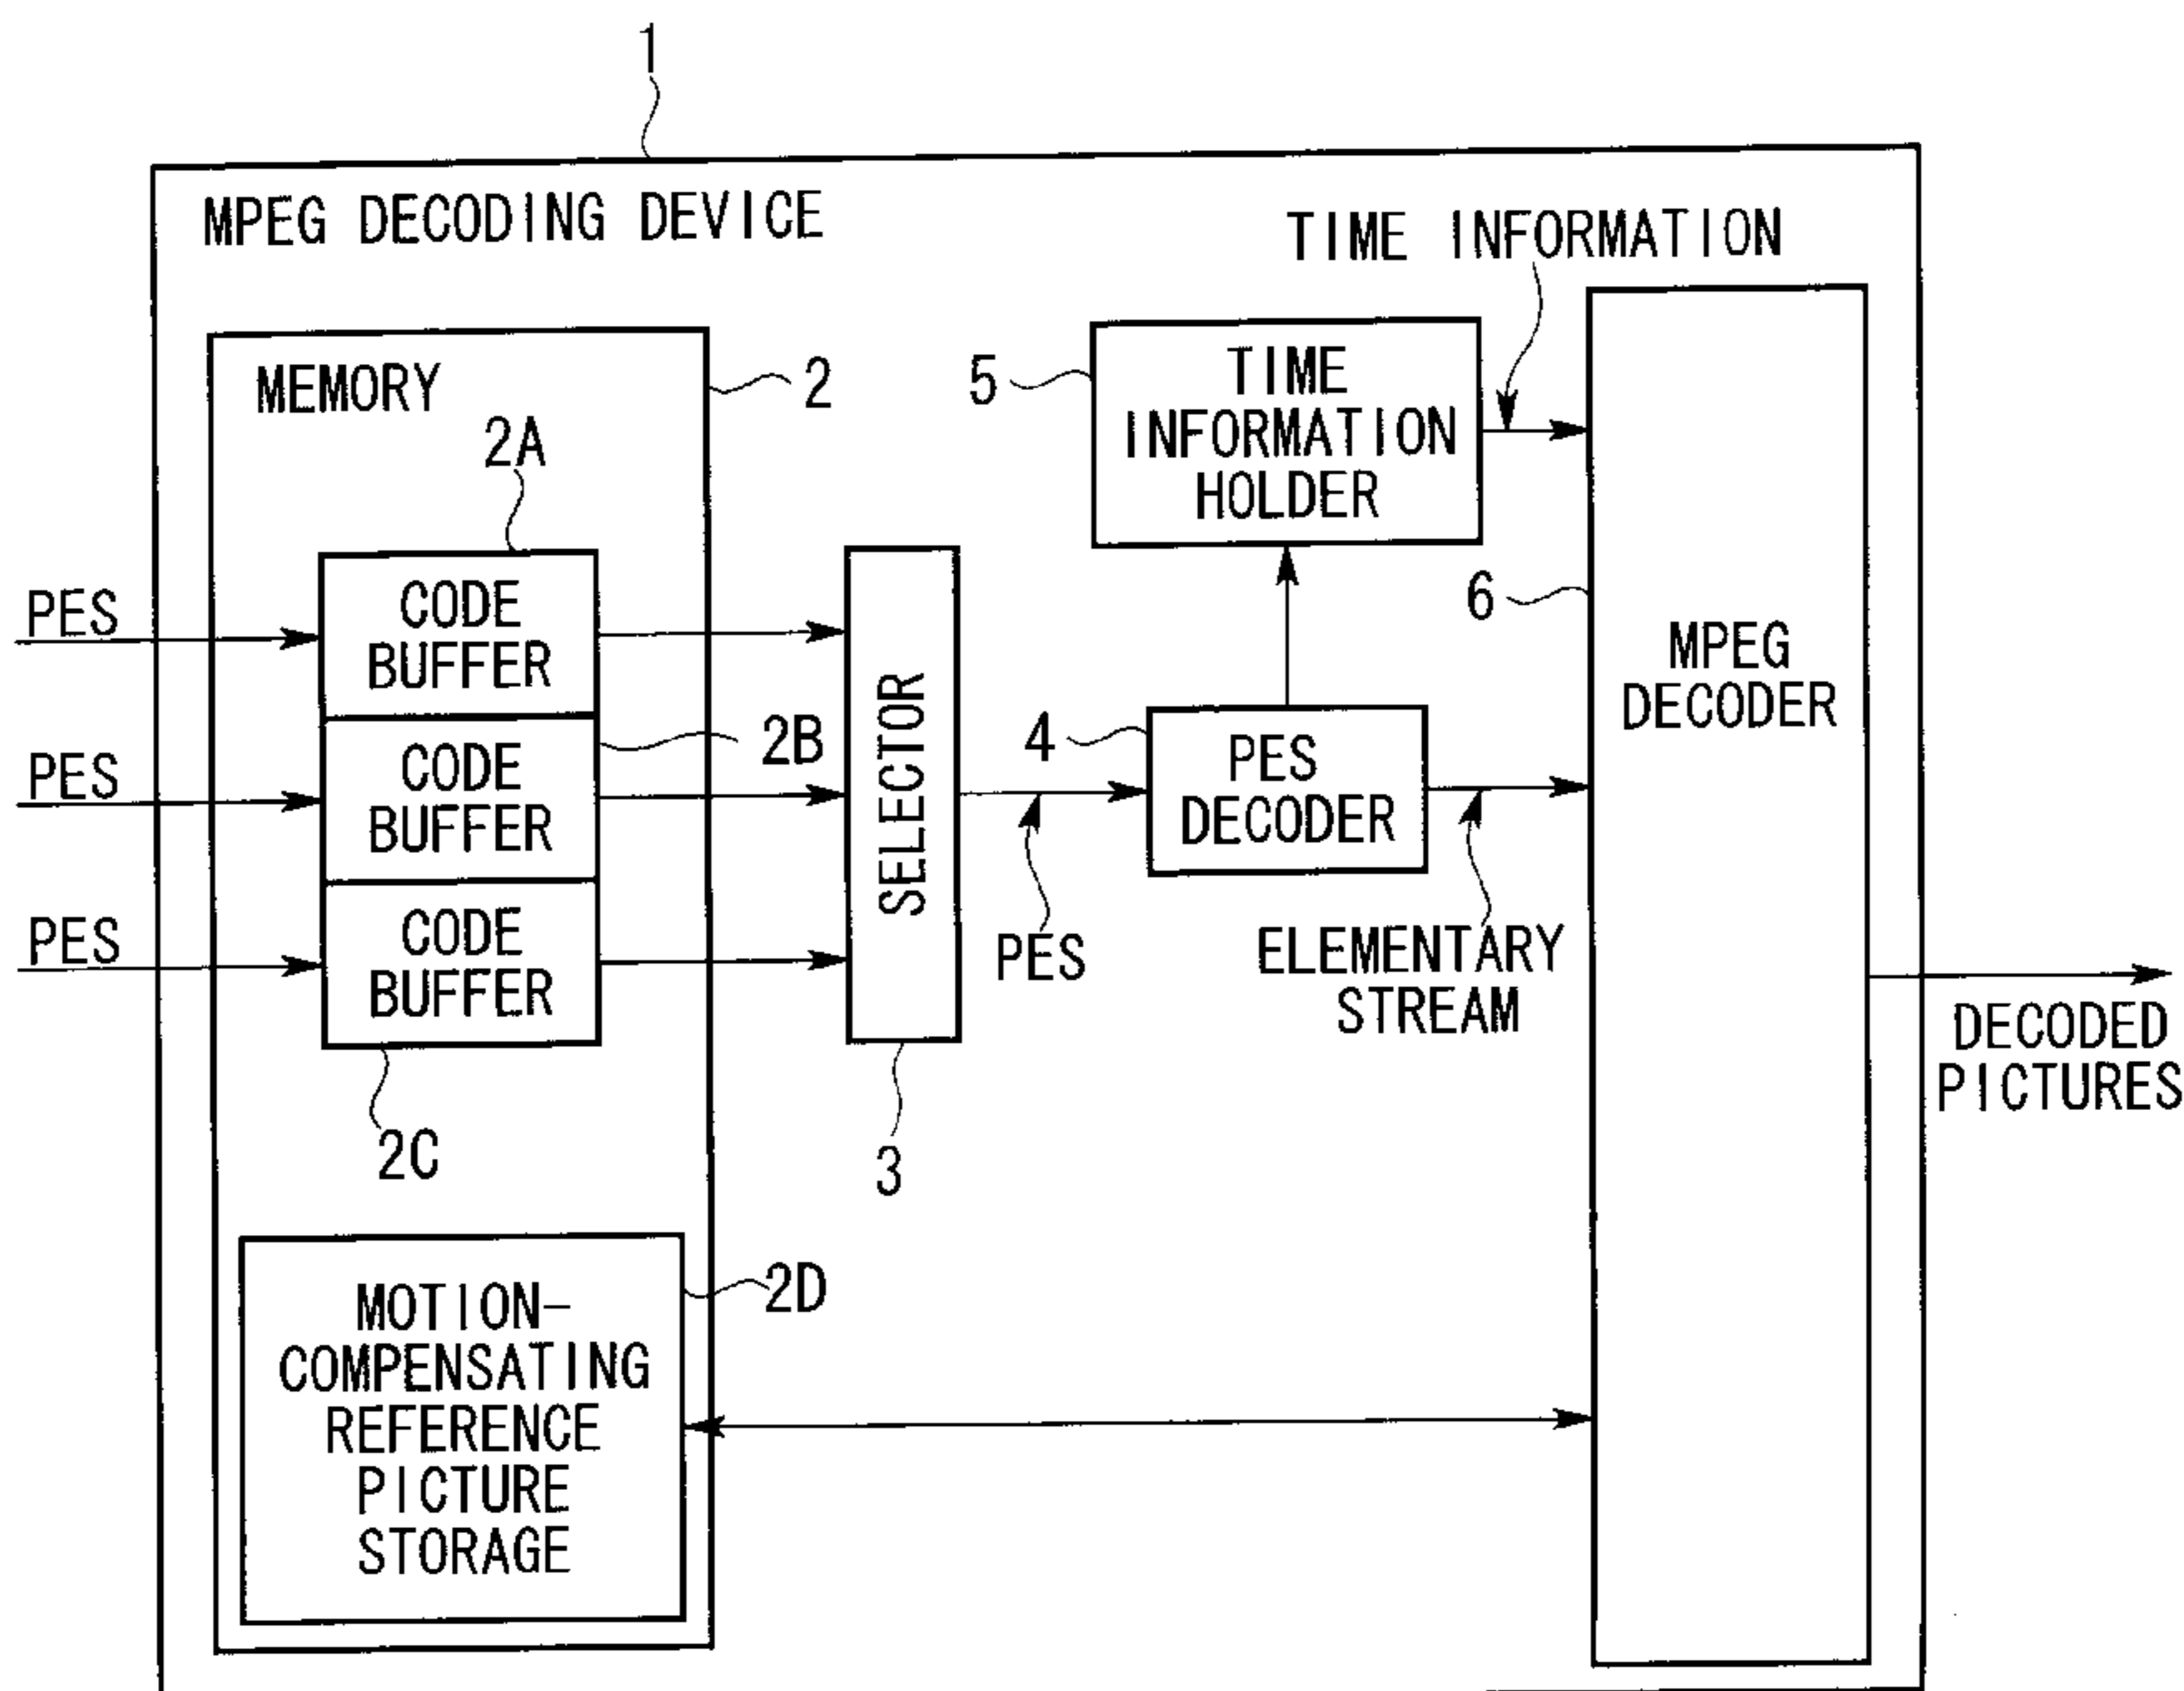 1
MPEG DECODING DEVICE
TIME INFORMATION
MEMORY
2
2A
5
TIME
INFORMATION
HOLDER
PES
CODE
BUFFER
6
MPEG
DECODER
PES
CODE
BUFFER
2B
SELECTOR
4
PES
DECODER
PES
CODE
BUFFER
PES
ELEMENTARY
STREAM
DECODED
PICTURES
2C
3
MOTION-
COMPENSATING
REFERENCE
PICTURE
STORAGE
2D